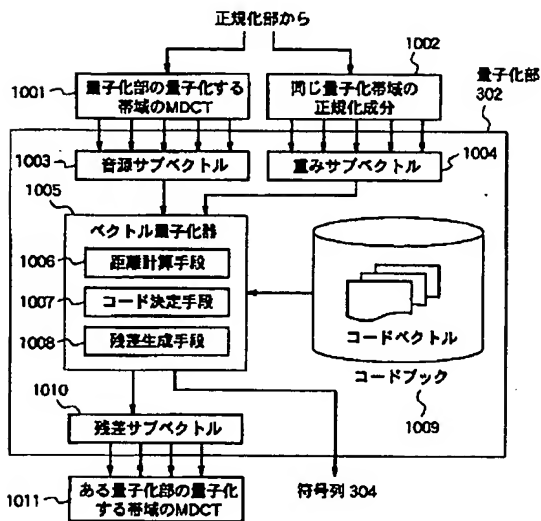 正規化部から
1001
量子化部の量子化する
帯域のMDCT
1002
同じ量子化帯域の
正規化成分
量子化部
302
1003
音源サブベクトル
重みサブベクトル
1004
1005
ベクトル量子化器
1006
距離計算手段
1007
コード決定手段
1008
残差生成手段
コードベクトル
コードブック
1009
1010
残差サブベクトル
1011
ある量子化部の量子化
する帯域のMDCT
符号列 304